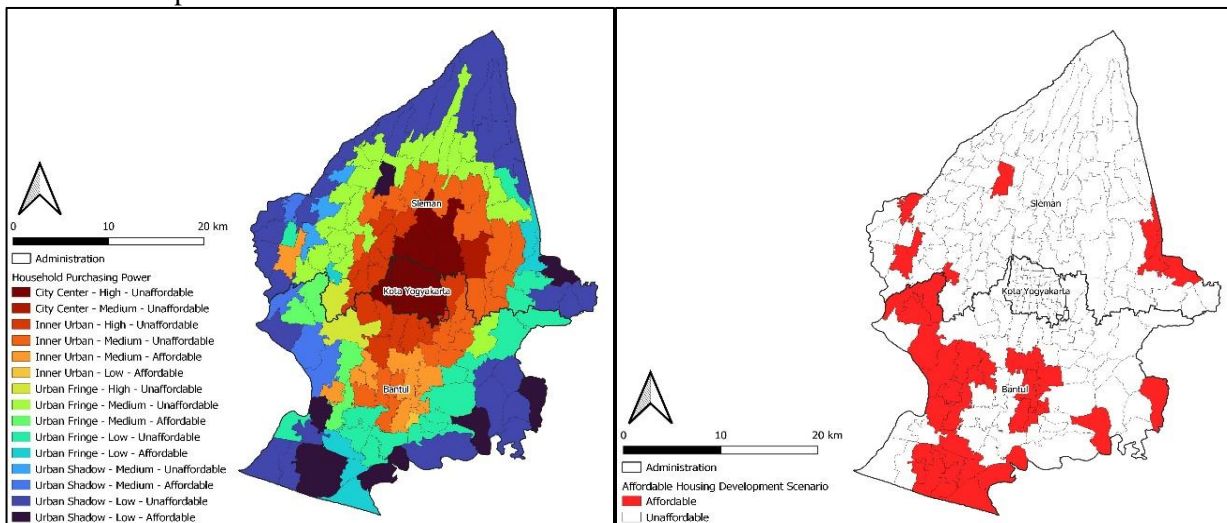 Sleman
Kota Yogyakarta
Bantul
0 10 20 km
Administration
Household Purchasing Power
City Center - High - Unaffordable
City Center - Medium - Unaffordable
Inner Urban - High - Unaffordable
Inner Urban - Medium - Unaffordable
Inner Urban - Medium - Affordable
Inner Urban - Low - Affordable
Urban Fringe - High - Unaffordable
Urban Fringe - Medium - Unaffordable
Urban Fringe - Medium - Affordable
Urban Fringe - Low - Unaffordable
Urban Fringe - Low - Affordable
Urban Shadow - Medium - Unaffordable
Urban Shadow - Medium - Affordable
Urban Shadow - Low - Unaffordable
Urban Shadow - Low - Affordable
Sleman
Kota Yogyakarta
Bantul
0 10 20 km
Administration
Affordable Housing Development Scenario
Affordable
Unaffordable